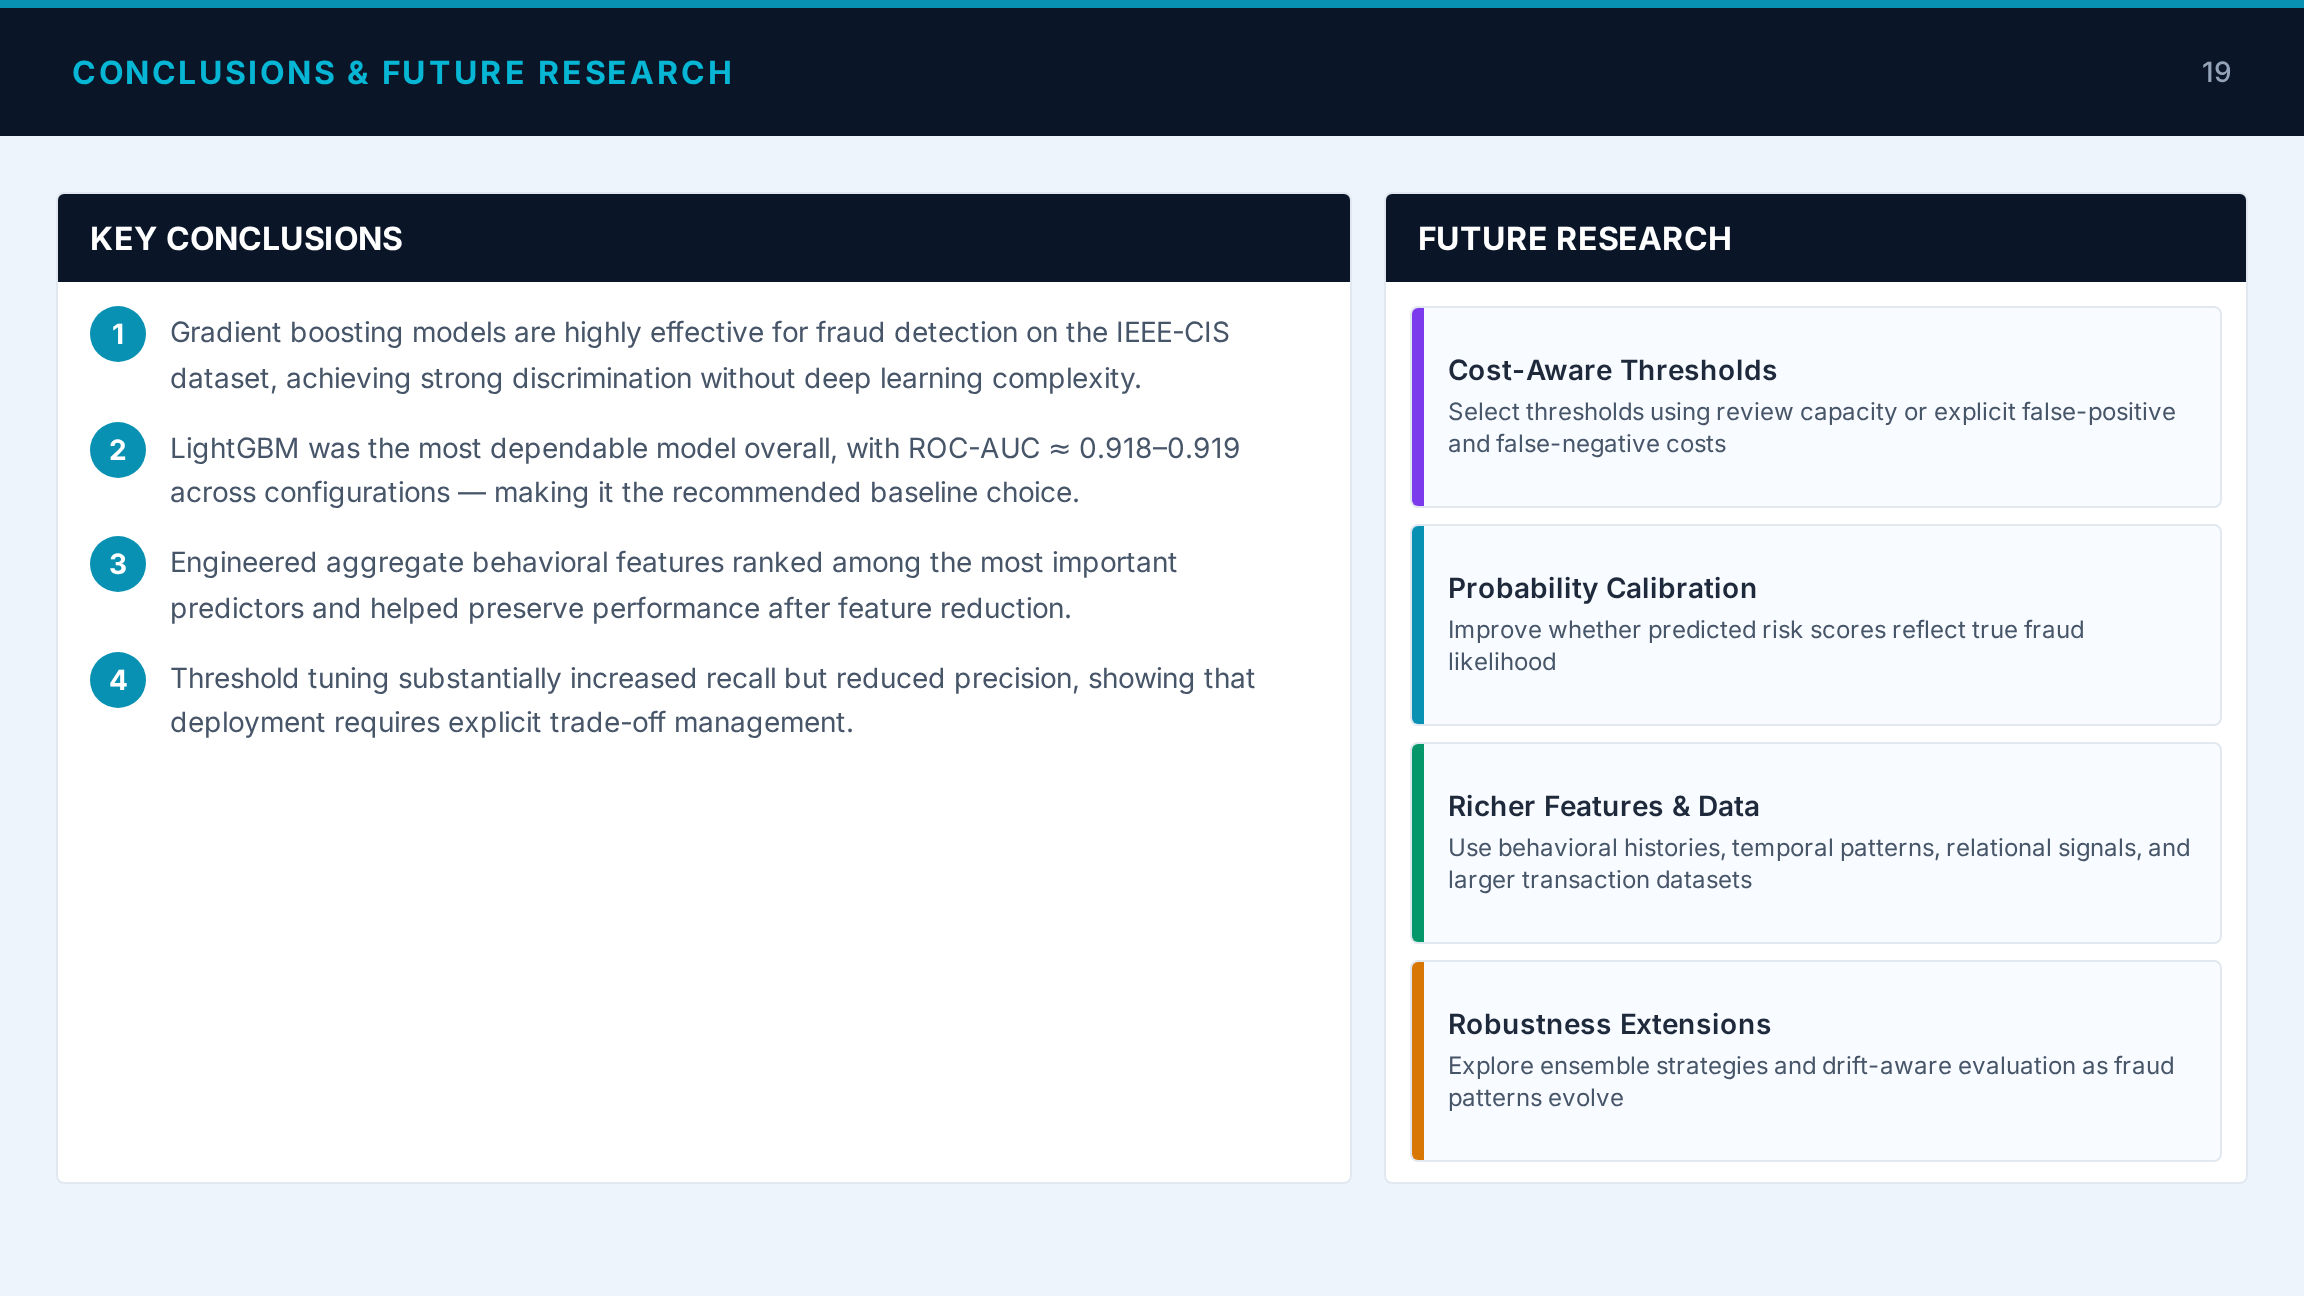 CONCLUSIONS & FUTURE RESEARCH
19
KEY CONCLUSIONS
1
Gradient boosting models are highly effective for fraud detection on the IEEE-CIS
dataset, achieving strong discrimination without deep learning complexity.
2
LightGBM was the most dependable model overall, with ROC-AUC ≈ 0.918–0.919
across configurations — making it the recommended baseline choice.
3
Engineered aggregate behavioral features ranked among the most important
predictors and helped preserve performance after feature reduction.
4
Threshold tuning substantially increased recall but reduced precision, showing that
deployment requires explicit trade-off management.
FUTURE RESEARCH
Cost-Aware Thresholds
Select thresholds using review capacity or explicit false-positive
and false-negative costs
Probability Calibration
Improve whether predicted risk scores reflect true fraud
likelihood
Richer Features & Data
Use behavioral histories, temporal patterns, relational signals, and
larger transaction datasets
Robustness Extensions
Explore ensemble strategies and drift-aware evaluation as fraud
patterns evolve